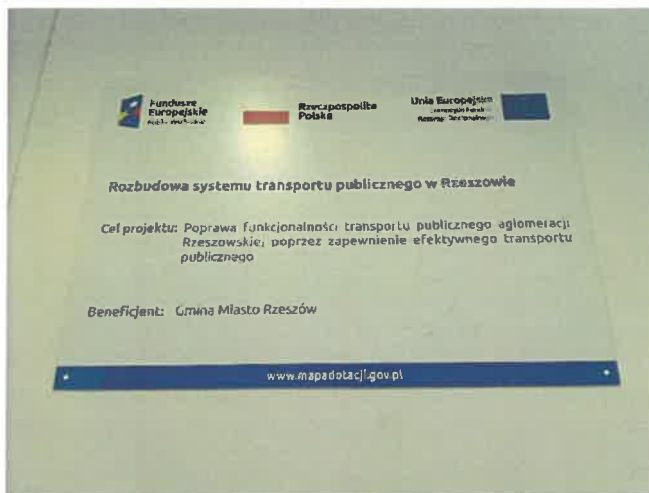 Fundusze
Europejskie
Rzeczpospolita
Polska
Unia Europejska
Rozbudowa systemu transportu publicznego w Rzeszowie
Cel projektu: Poprawa funkcjonalności transportu publicznego aglomeracji
Rzeszowskiej poprzez zapewnienie efektywnego transportu
publicznego
Beneficjent: Gmina Miasto Rzeszów
www.mapadotacji.gov.pl